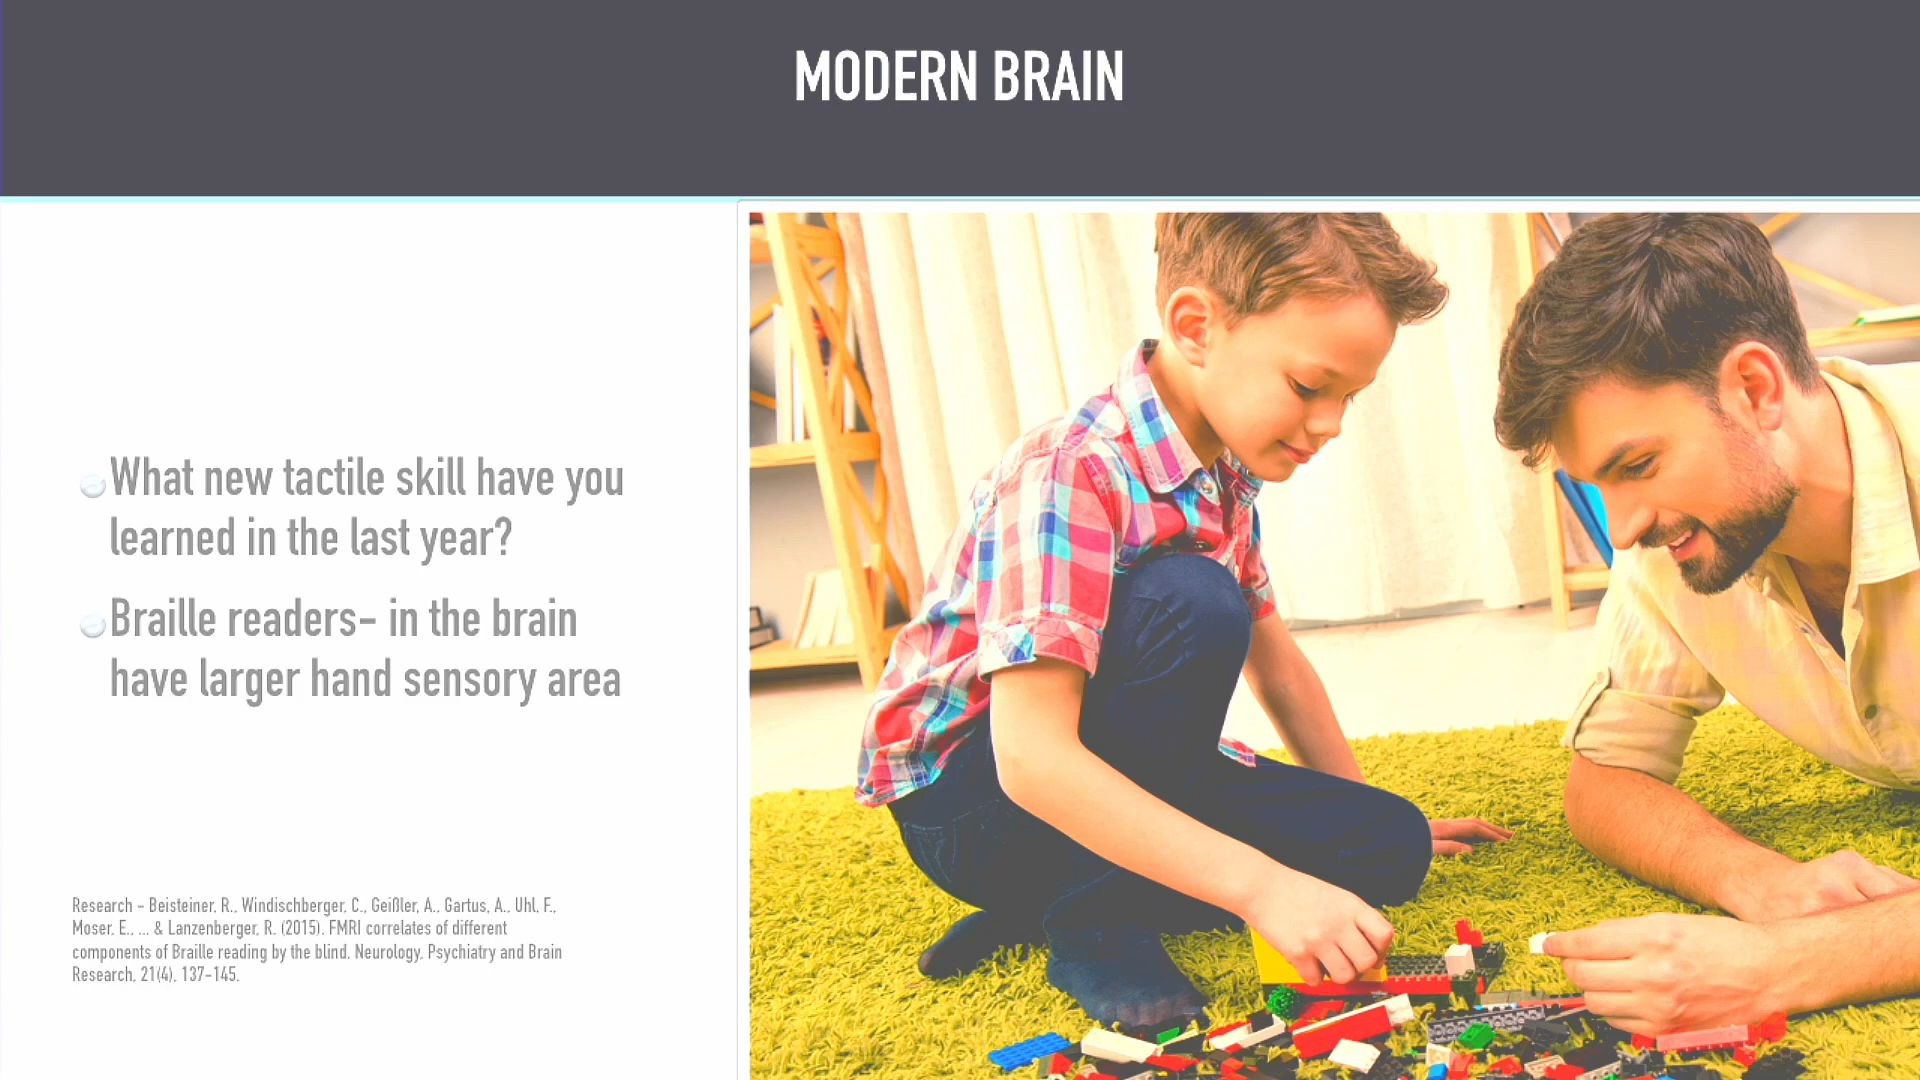 MODERN BRAIN
What new tactile skill have you
learned in the last year?
Braille readers- in the brain
have larger hand sensory area
Research - Beisteiner, R., Windischberger, C., Geißler, A., Gartus, A., Uhl, F.,
Moser, E., ... & Lanzenberger, R. (2015). FMRI correlates of different
components of Braille reading by the blind. Neurology, Psychiatry and Brain
Research, 21(4), 137-145.